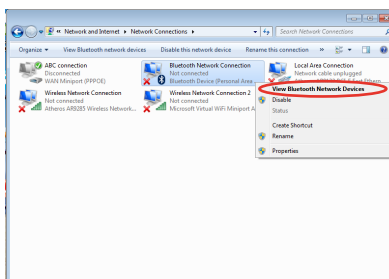 « Network and Internet ▸ Network Connections ▸
Search Network Connections
Organize ▾ View Bluetooth network devices Disable this network device Rename this connection »
ABC connection
Disconnected
WAN Miniport (PPPOE)
Bluetooth Network Connection
Not connected
Bluetooth Device (Personal Area...
Local Area Connection
Network cable unplugged
Wireless Network Connection
Not connected
Atheros AR9285 Wireless Network...
Wireless Network Connection 2
Not connected
Microsoft Virtual WiFi Miniport A
View Bluetooth Network Devices
Disable
Status
Create Shortcut
Rename
Properties